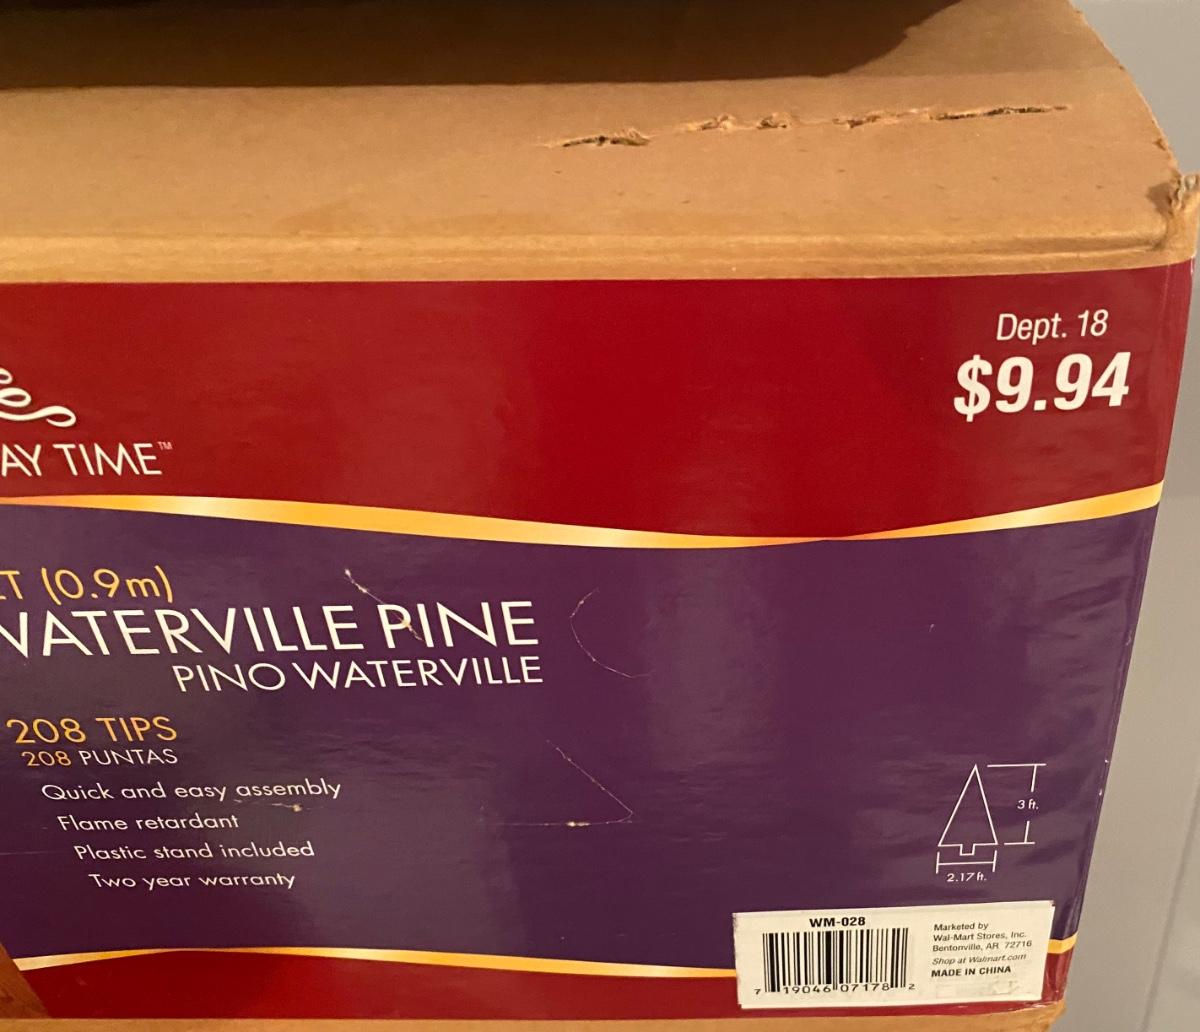 Dept. 18
$9.94
AY TIME™
(0.9m)
WATERVILLE PINE
PINO WATERVILLE
208 TIPS
208 PUNTAS
Quick and easy assembly
Flame retardant
Plastic stand included
Two year warranty
3 ft.
2.17 ft.
WM-028
7 19046 07178 2
Marketed by
Wal-Mart Stores, Inc.
Bentonville, AR 72716
Shop at Walmart.com
MADE IN CHINA